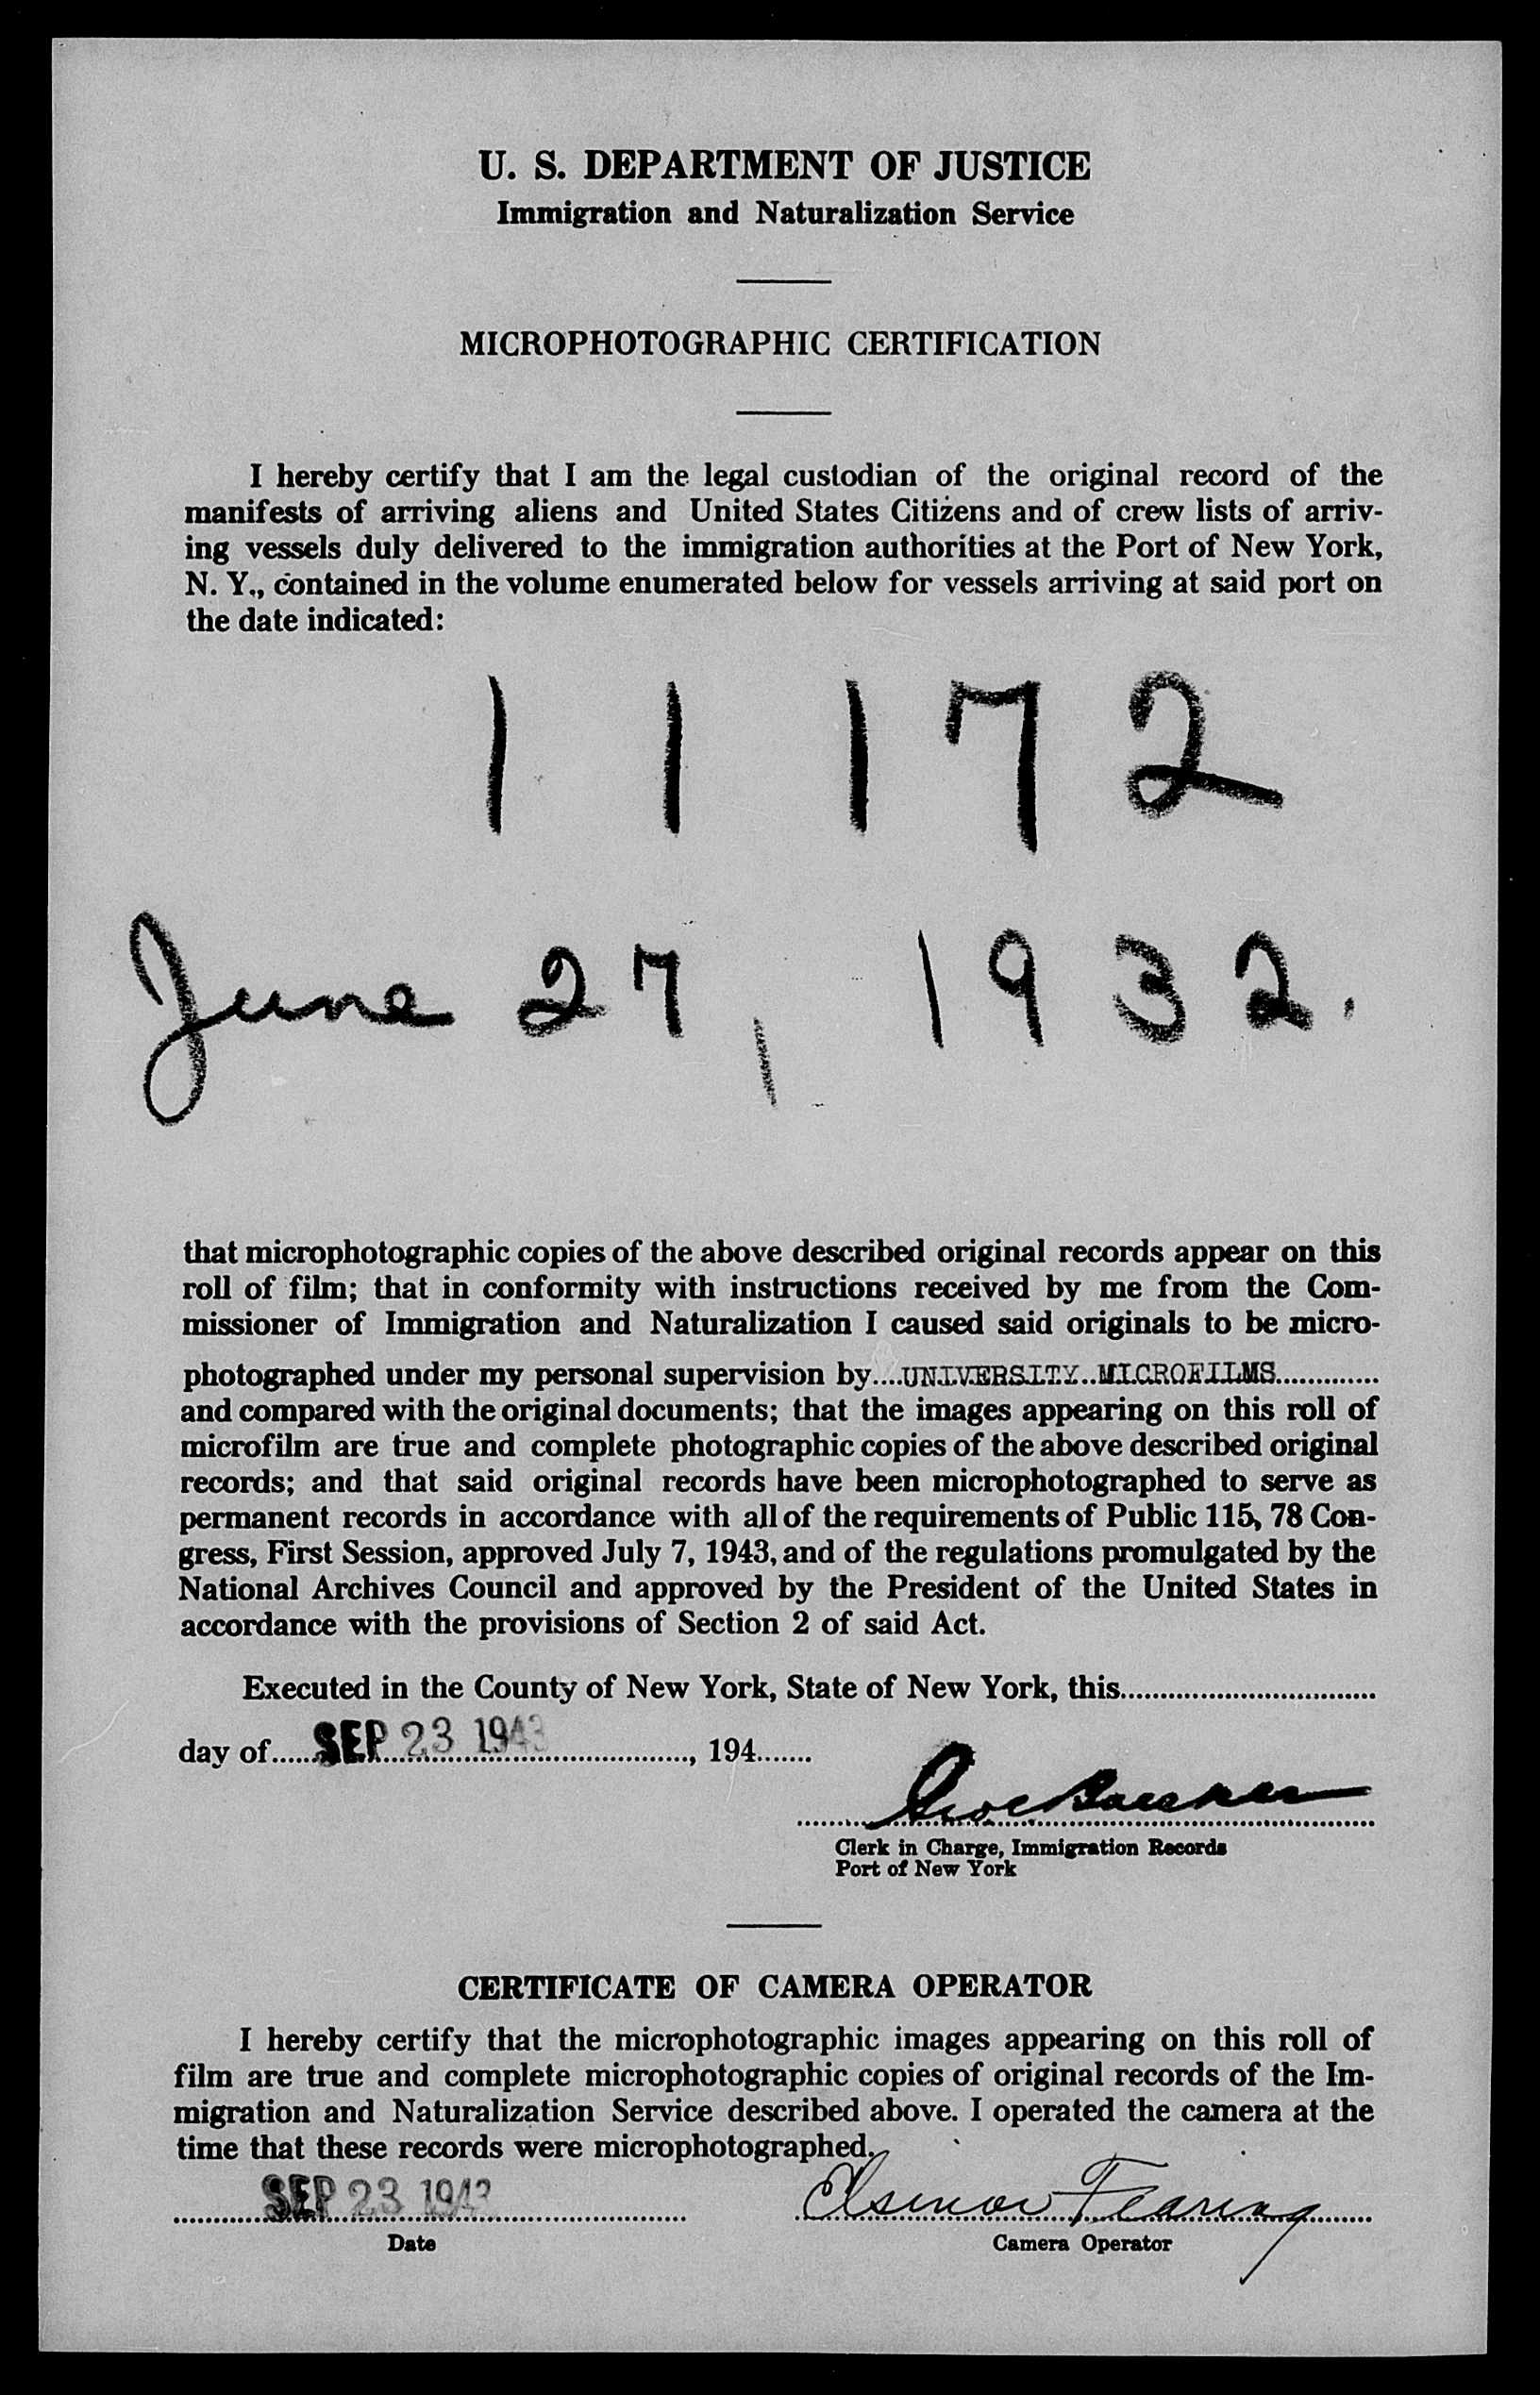 U. S. DEPARTMENT OF JUSTICE
Immigration and Naturalization Service
MICROPHOTOGRAPHIC CERTIFICATION
I hereby certify that I am the legal custodian of the original record of the
manifests of arriving aliens and United States Citizens and of crew lists of arriv-
ing vessels duly delivered to the immigration authorities at the Port of New York,
N. Y., contained in the volume enumerated below for vessels arriving at said port on
the date indicated:
1 1 1 7 2
June 27, 1932.
that microphotographic copies of the above described original records appear on this
roll of film; that in conformity with instructions received by me from the Com-
missioner of Immigration and Naturalization I caused said originals to be micro-
photographed under my personal supervision by....UNIVERSITY MICROFILMS.............
and compared with the original documents; that the images appearing on this roll of
microfilm are true and complete photographic copies of the above described original
records; and that said original records have been microphotographed to serve as
permanent records in accordance with all of the requirements of Public 115, 78 Con-
gress, First Session, approved July 7, 1943, and of the regulations promulgated by the
National Archives Council and approved by the President of the United States in
accordance with the provisions of Section 2 of said Act.
Executed in the County of New York, State of New York, this................................
day of......SEP 23 1943......................, 194.......
Clerk in Charge, Immigration Records
Port of New York
CERTIFICATE OF CAMERA OPERATOR
I hereby certify that the microphotographic images appearing on this roll of
film are true and complete microphotographic copies of original records of the Im-
migration and Naturalization Service described above. I operated the camera at the
time that these records were microphotographed.
SEP 23 1943 Elsinor Fearing
Date Camera Operator